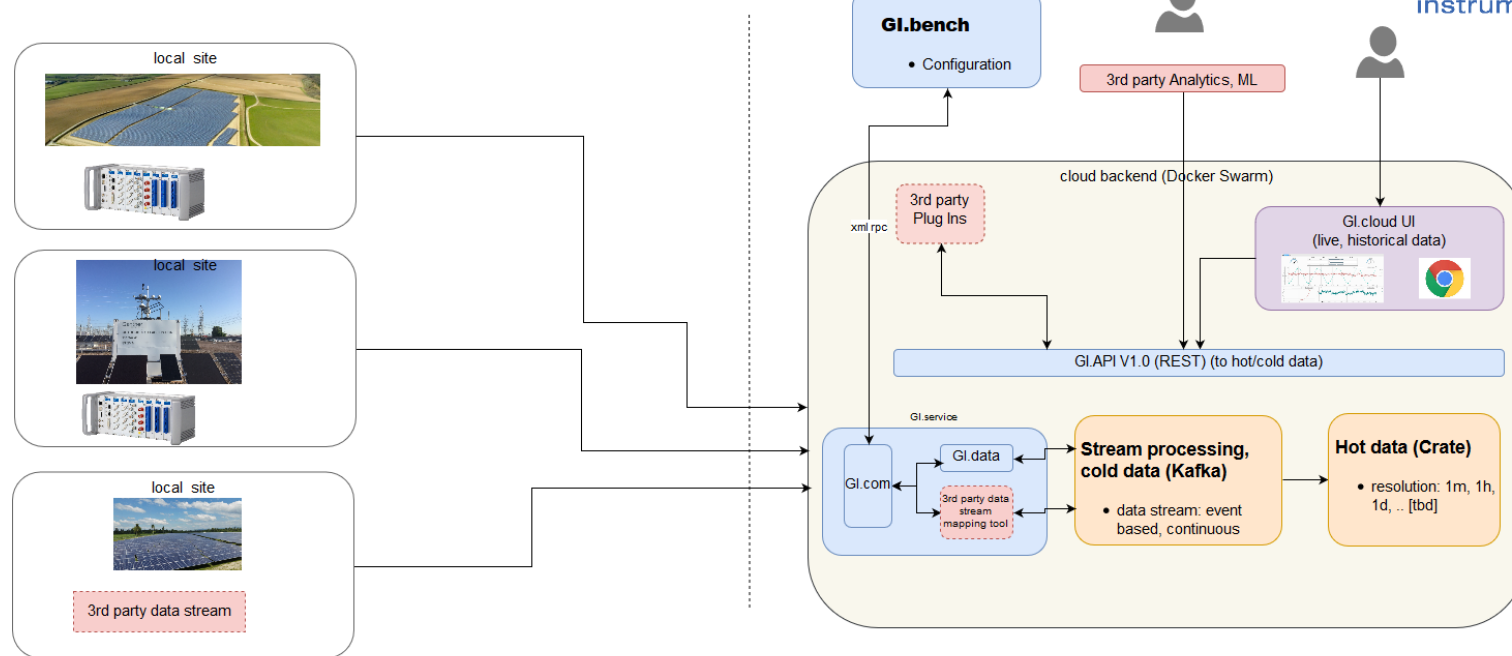 instrum
GI.bench
• Configuration
3rd party Analytics, ML
local site
local site
local site
3rd party data stream
cloud backend (Docker Swarm)
xml rpc
3rd party
Plug Ins
GI.cloud UI
(live, historical data)
GI.API V1.0 (REST) (to hot/cold data)
GI.service
GI.com
GI.data
3rd party data
stream
mapping tool
Stream processing,
cold data (Kafka)
• data stream: event
based, continuous
Hot data (Crate)
• resolution: 1m, 1h,
1d, .. [tbd]